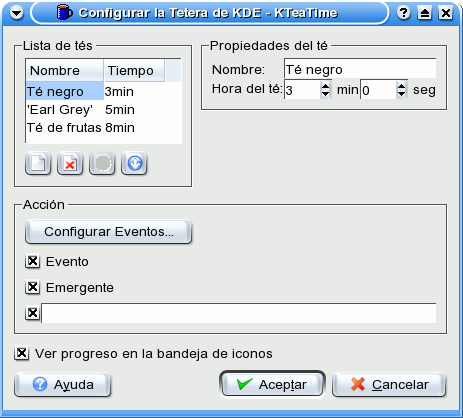 Configurar la Tetera de KDE - KTeaTime
Lista de tés
Nombre Tiempo
Té negro 3min
'Earl Grey' 5min
Té de frutas 8min
Propiedades del té
Nombre: Té negro
Hora del té: 3 min 0 seg
Acción
Configurar Eventos...
Evento
Emergente
Ver progreso en la bandeja de iconos
Ayuda Aceptar Cancelar